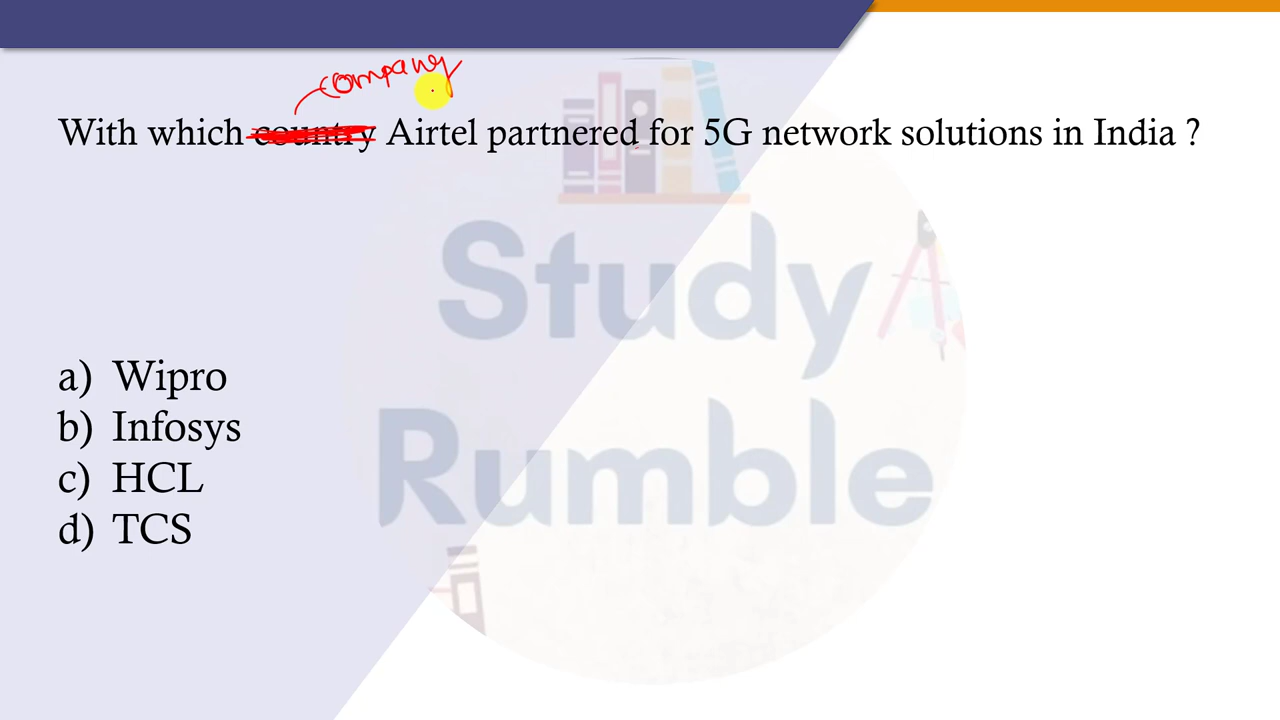 company
With which country Airtel partnered for 5G network solutions in India ?
Study
Rumble
a) Wipro
b) Infosys
c) HCL
d) TCS